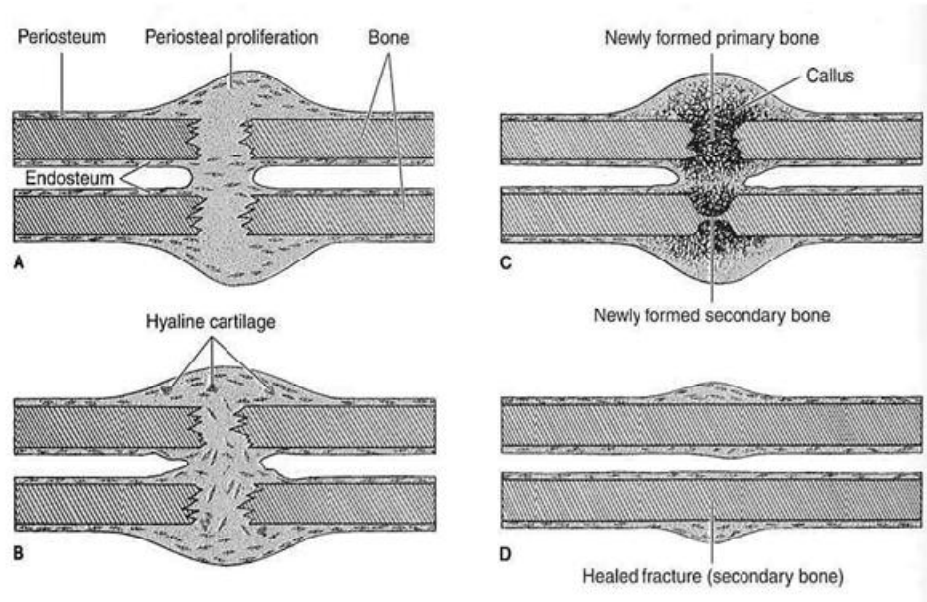 Periosteum
Periosteal proliferation
Bone
Endosteum
A
Hyaline cartilage
B
Newly formed primary bone
Callus
C
Newly formed secondary bone
D
Healed fracture (secondary bone)